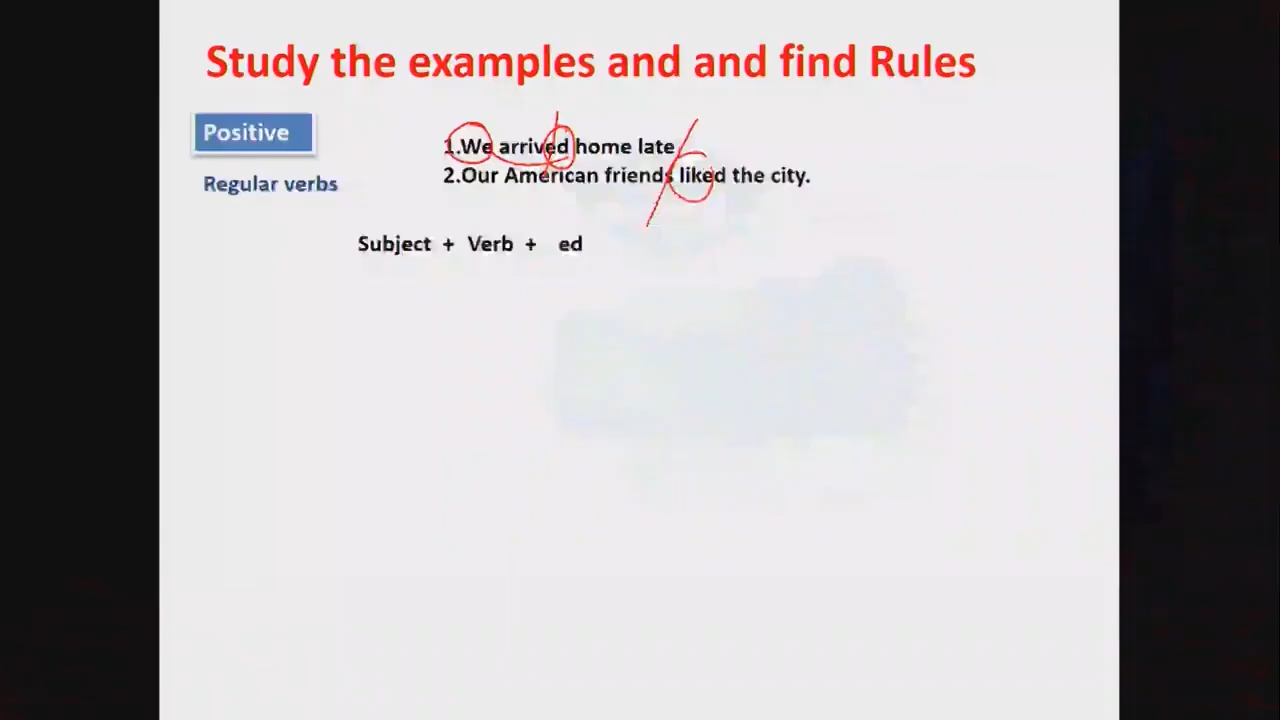 Study the examples and and find Rules
Positive
1.We arrived home late
2.Our American friends liked the city.
Regular verbs
Subject + Verb + ed